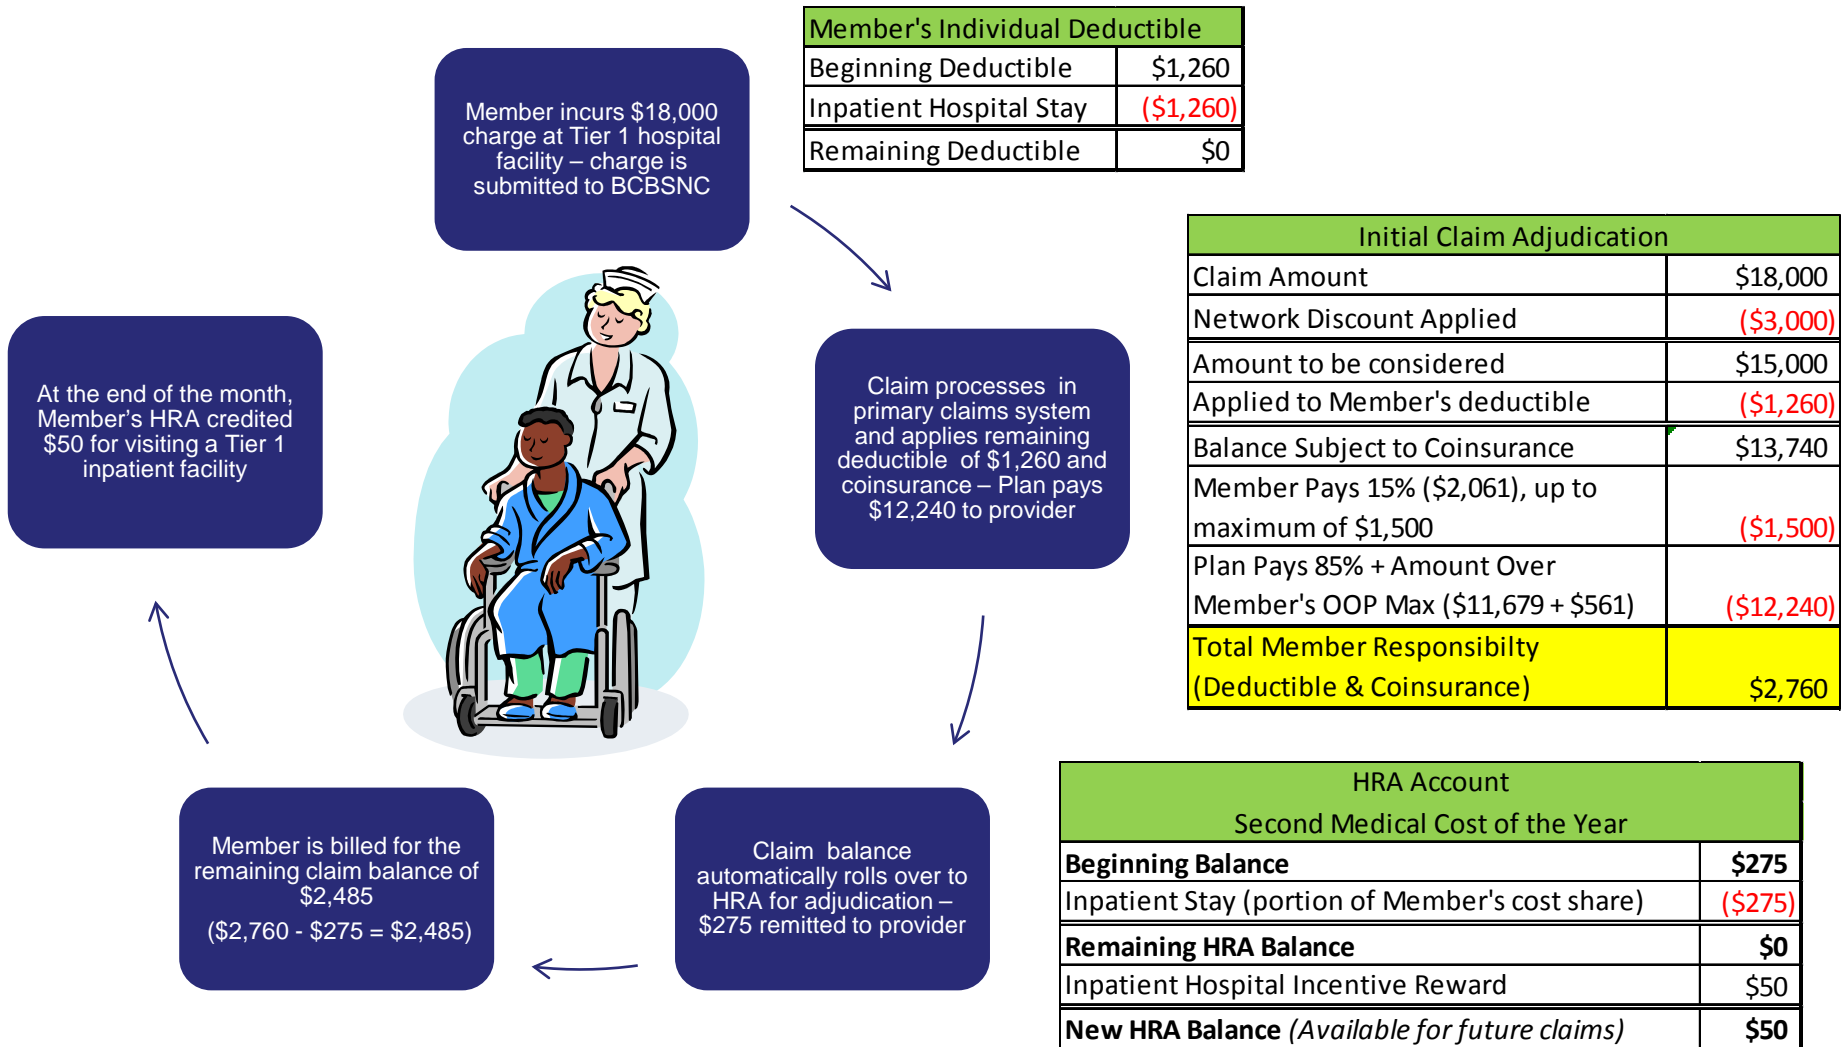 Member's Individual Deductible
Beginning Deductible $1,260
Inpatient Hospital Stay ($1,260)
Remaining Deductible $0
Member incurs $18,000
charge at Tier 1 hospital
facility – charge is
submitted to BCBSNC
Initial Claim Adjudication
Claim Amount $18,000
Network Discount Applied ($3,000)
Amount to be considered $15,000
Applied to Member's deductible ($1,260)
Balance Subject to Coinsurance $13,740
Member Pays 15% ($2,061), up to
maximum of $1,500 ($1,500)
Plan Pays 85% + Amount Over
Member's OOP Max ($11,679 + $561) ($12,240)
Total Member Responsibilty
(Deductible & Coinsurance) $2,760
Claim processes in
primary claims system
and applies remaining
deductible of $1,260 and
coinsurance – Plan pays
$12,240 to provider
Claim balance
automatically rolls over to
HRA for adjudication –
$275 remitted to provider
Member is billed for the
remaining claim balance of
$2,485
($2,760 - $275 = $2,485)
At the end of the month,
Member's HRA credited
$50 for visiting a Tier 1
inpatient facility
HRA Account
Second Medical Cost of the Year
Beginning Balance $275
Inpatient Stay (portion of Member's cost share) ($275)
Remaining HRA Balance $0
Inpatient Hospital Incentive Reward $50
New HRA Balance (Available for future claims) $50